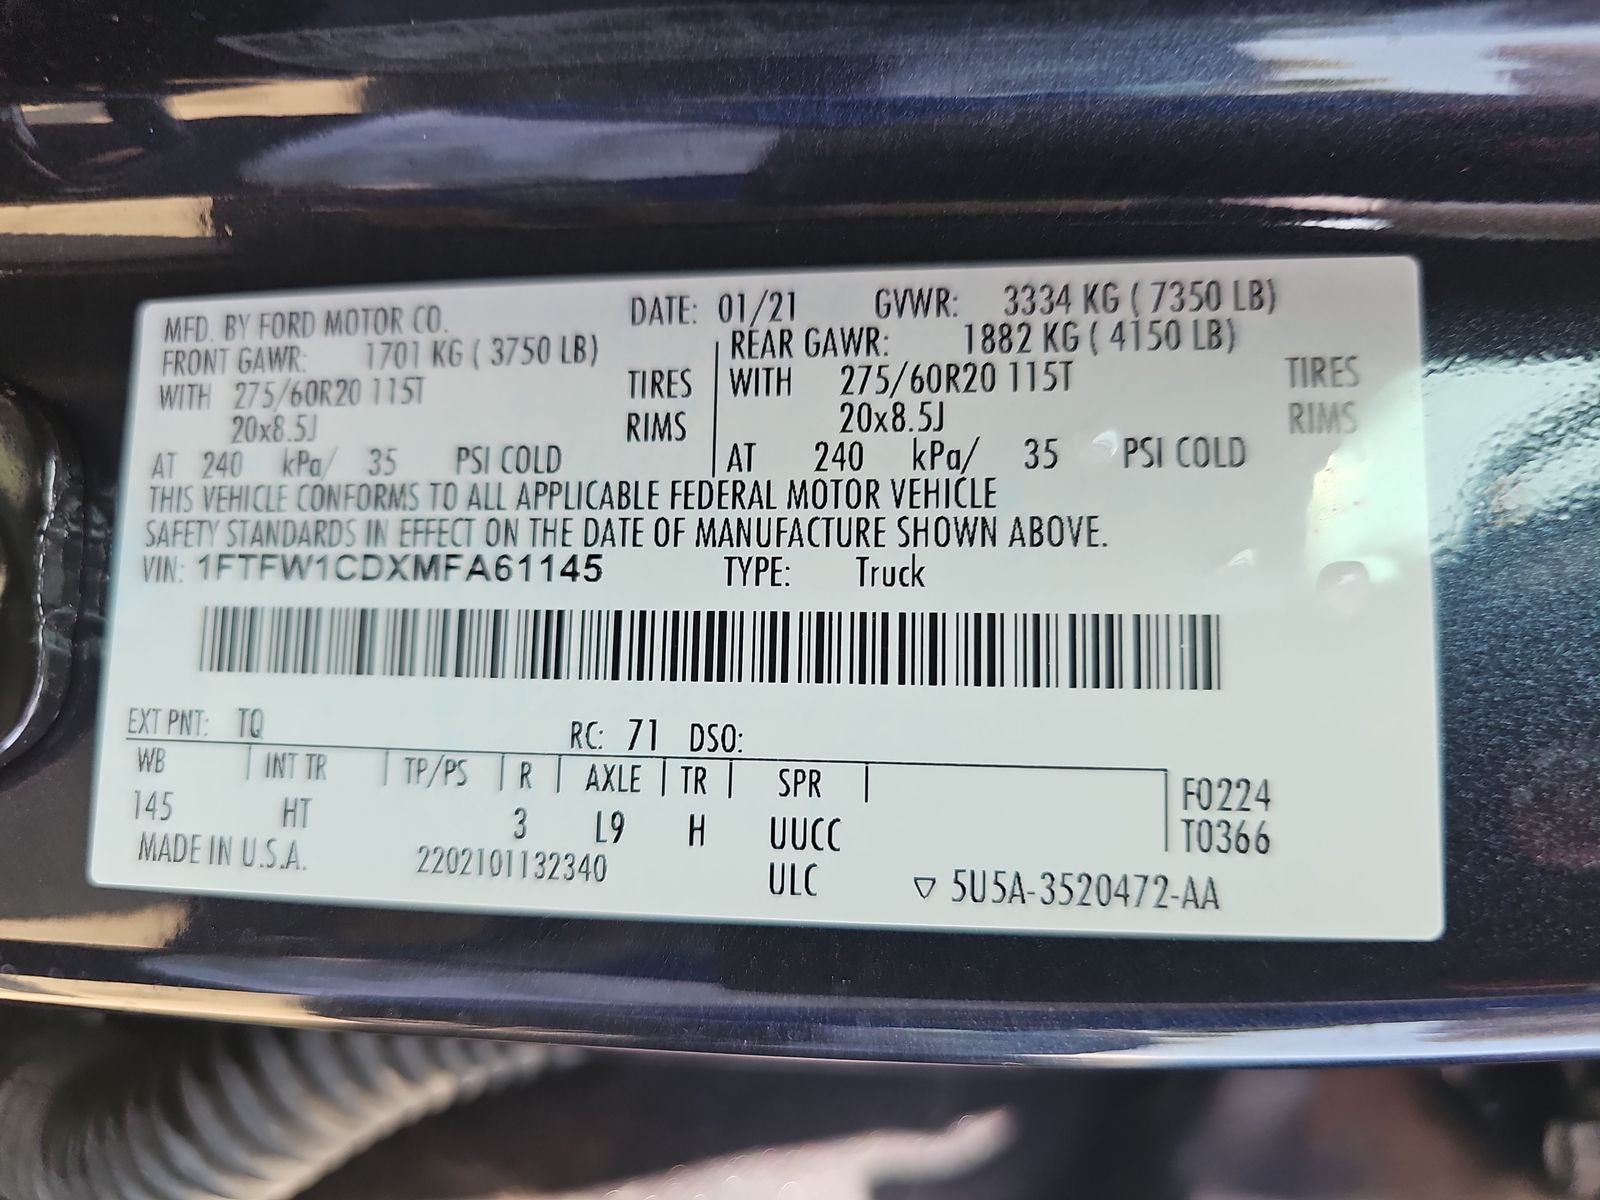 MFD. BY FORD MOTOR CO. DATE: 01/21 GVWR: 3334 KG ( 7350 LB)
FRONT GAWR: 1701 KG ( 3750 LB) REAR GAWR: 1882 KG ( 4150 LB)
WITH 275/60R20 115T TIRES WITH 275/60R20 115T TIRES
20x8.5J RIMS 20x8.5J RIMS
AT 240 kPa/ 35 PSI COLD AT 240 kPa/ 35 PSI COLD
THIS VEHICLE CONFORMS TO ALL APPLICABLE FEDERAL MOTOR VEHICLE
SAFETY STANDARDS IN EFFECT ON THE DATE OF MANUFACTURE SHOWN ABOVE.
VIN: 1FTFW1CDXMFA61145 TYPE: Truck
EXT PNT: TQ RC: 71 DSO:
WB INT TR TP/PS R AXLE TR SPR F0224
145 HT 3 L9 H UUCC T0366
MADE IN U.S.A. 2202101132340 ULC 5U5A-3520472-AA